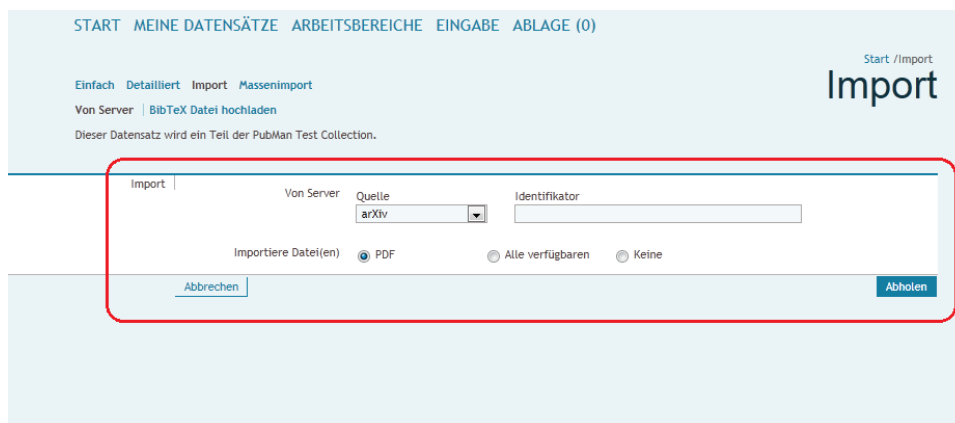 START MEINE DATENSÄTZE ARBEITSBEREICHE EINGABE ABLAGE (0)
Start /Import
Import
Einfach Detailliert Import Massenimport
Von Server | BibTeX Datei hochladen
Dieser Datensatz wird ein Teil der PubMan Test Collection.
Import
Von Server Quelle Identifikator
arXiv
Importiere Datei(en) PDF Alle verfügbaren Keine
Abbrechen Abholen